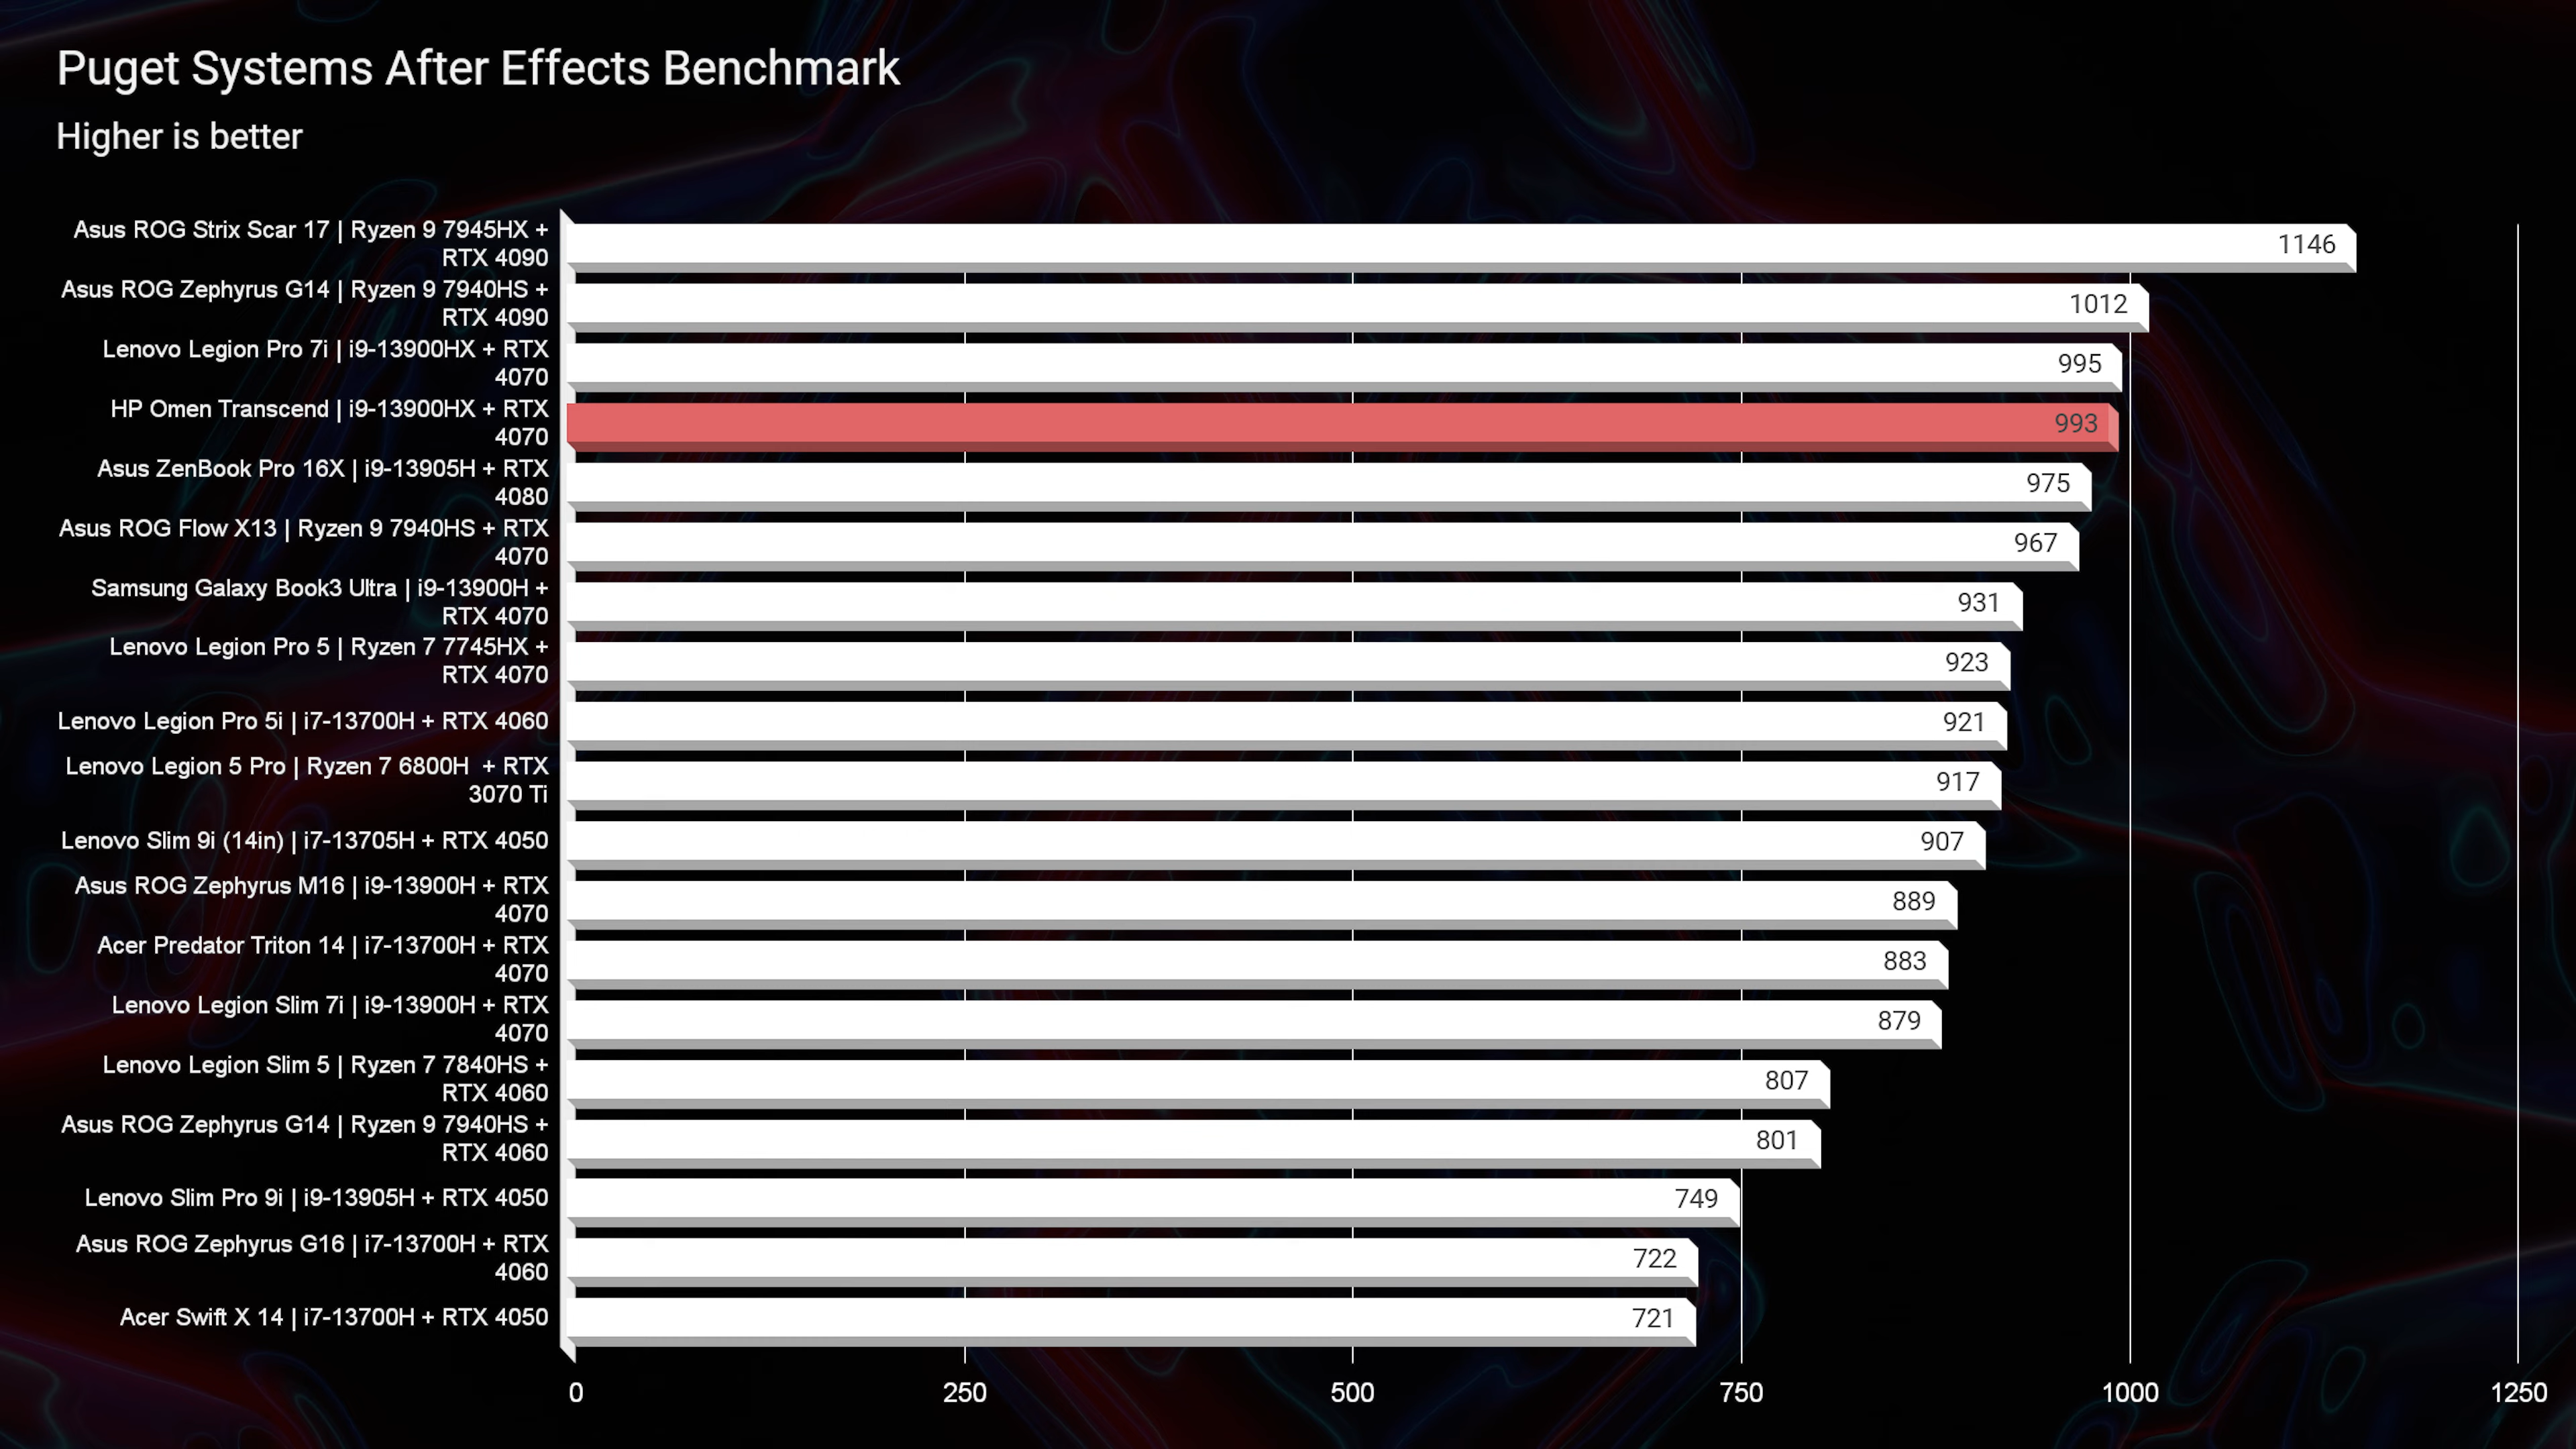 Puget Systems After Effects Benchmark
Higher is better
Asus ROG Strix Scar 17 | Ryzen 9 7945HX +
RTX 4090
1146
Asus ROG Zephyrus G14 | Ryzen 9 7940HS +
RTX 4090
1012
Lenovo Legion Pro 7i | i9-13900HX + RTX
4070
995
HP Omen Transcend | i9-13900HX + RTX
4070
993
Asus ZenBook Pro 16X | i9-13905H + RTX
4080
975
Asus ROG Flow X13 | Ryzen 9 7940HS + RTX
4070
967
Samsung Galaxy Book3 Ultra | i9-13900H +
RTX 4070
931
Lenovo Legion Pro 5 | Ryzen 7 7745HX +
RTX 4070
923
Lenovo Legion Pro 5i | i7-13700H + RTX 4060
921
Lenovo Legion 5 Pro | Ryzen 7 6800H  + RTX
3070 Ti
917
Lenovo Slim 9i (14in) | i7-13705H + RTX 4050
907
Asus ROG Zephyrus M16 | i9-13900H + RTX
4070
889
Acer Predator Triton 14 | i7-13700H + RTX
4070
883
Lenovo Legion Slim 7i | i9-13900H + RTX
4070
879
Lenovo Legion Slim 5 | Ryzen 7 7840HS +
RTX 4060
807
Asus ROG Zephyrus G14 | Ryzen 9 7940HS +
RTX 4060
801
Lenovo Slim Pro 9i | i9-13905H + RTX 4050
749
Asus ROG Zephyrus G16 | i7-13700H + RTX
4060
722
Acer Swift X 14 | i7-13700H + RTX 4050
721
0 250 500 750 1000 1250